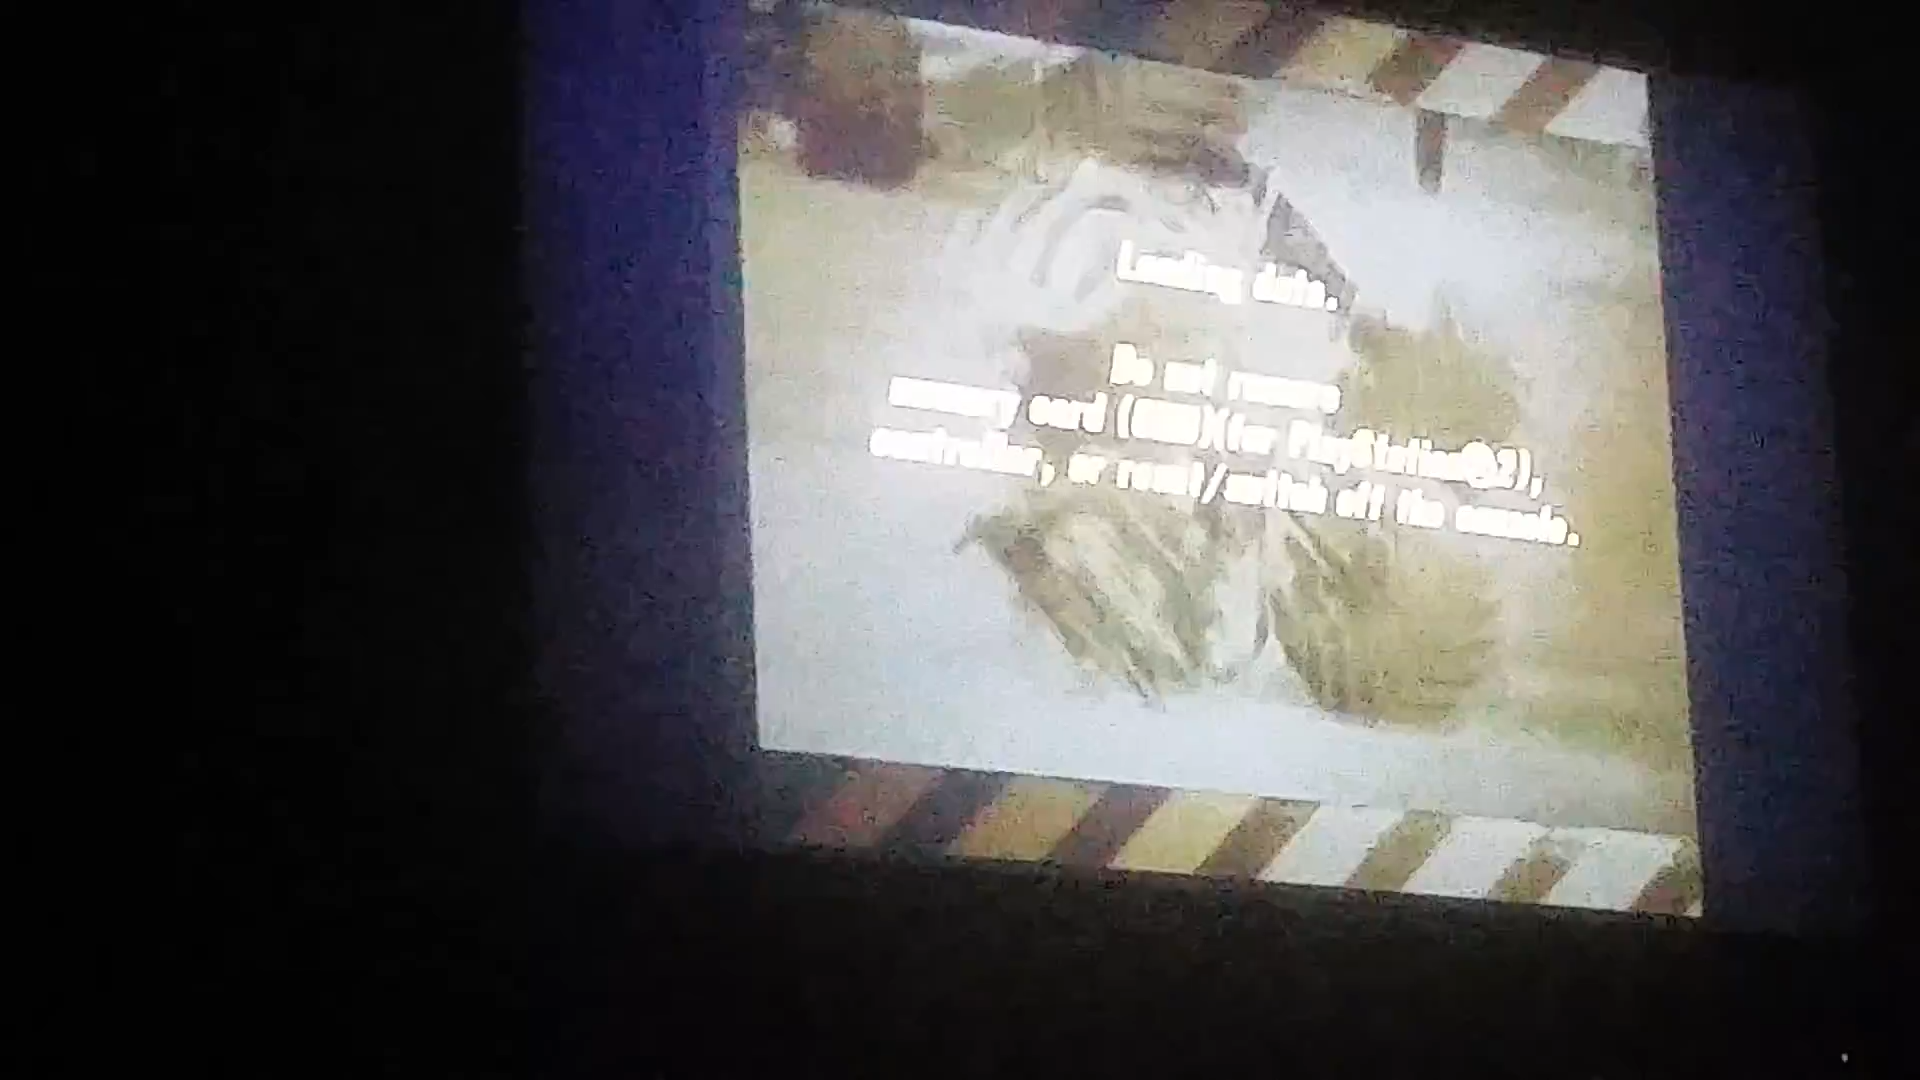 Loading data.
Do not remove
memory card (8MB)(for PlayStation®2),
controller, or reset/switch off the console.